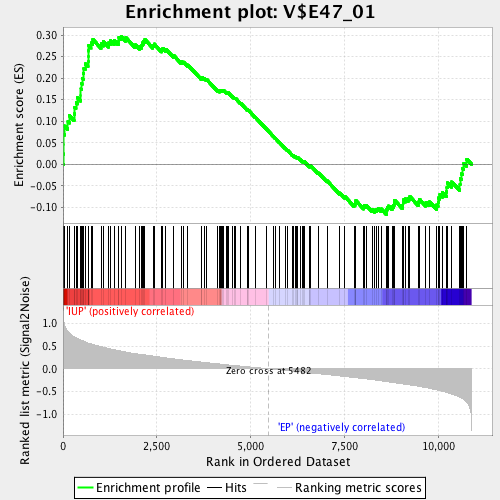 Enrichment plot: V$E47_01
Enrichment score (ES)
0.30
0.25
0.20
0.15
0.10
0.05
0.00
-0.05
-0.10
'IUP' (positively correlated)
Zero cross at 5482
'EP' (negatively correlated)
Ranked list metric (Signal2Noise)
1.0
0.5
0.0
-0.5
-1.0
0 2,500 5,000 7,500 10,000
Rank in Ordered Dataset
Enrichment profile Hits Ranking metric scores